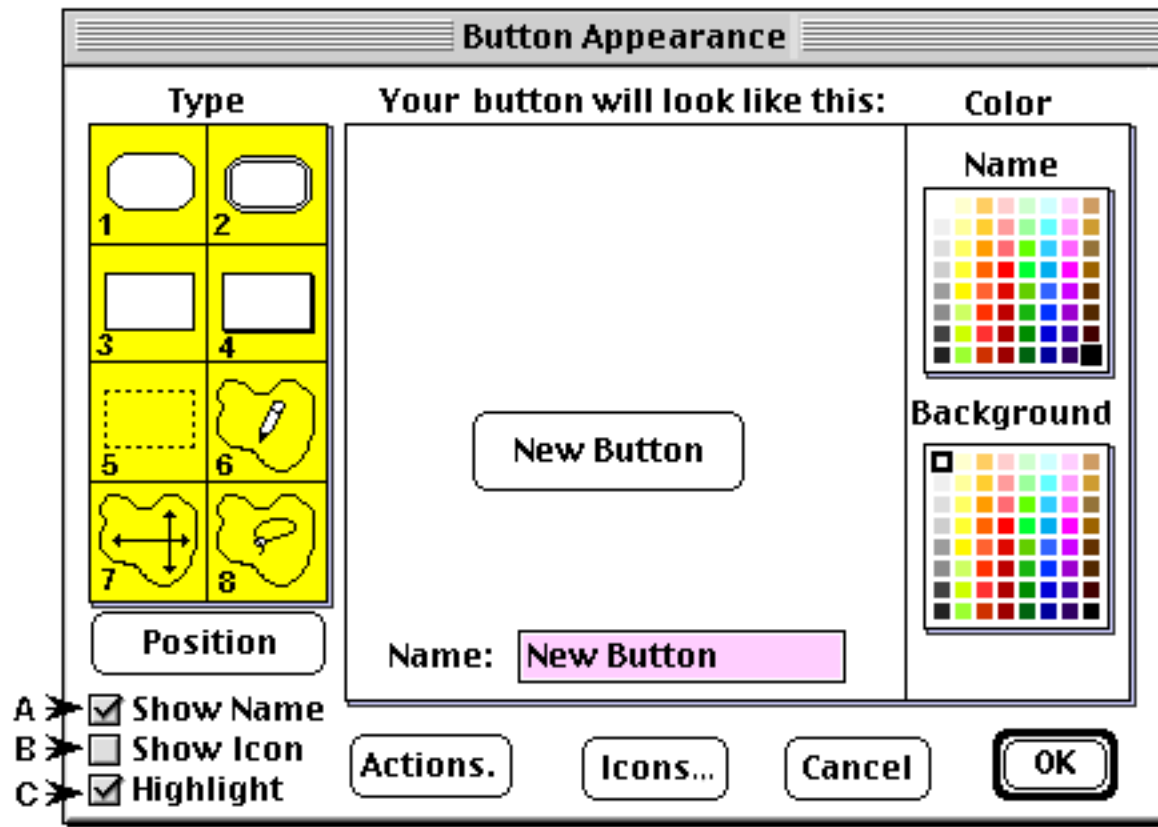 Button Appearance
Type
Your button will look like this:
Color
1
2
3
4
5
6
7
8
Position
New Button
Name: New Button
Name
Background
A Show Name
B Show Icon
C Highlight
Actions.
Icons...
Cancel
OK